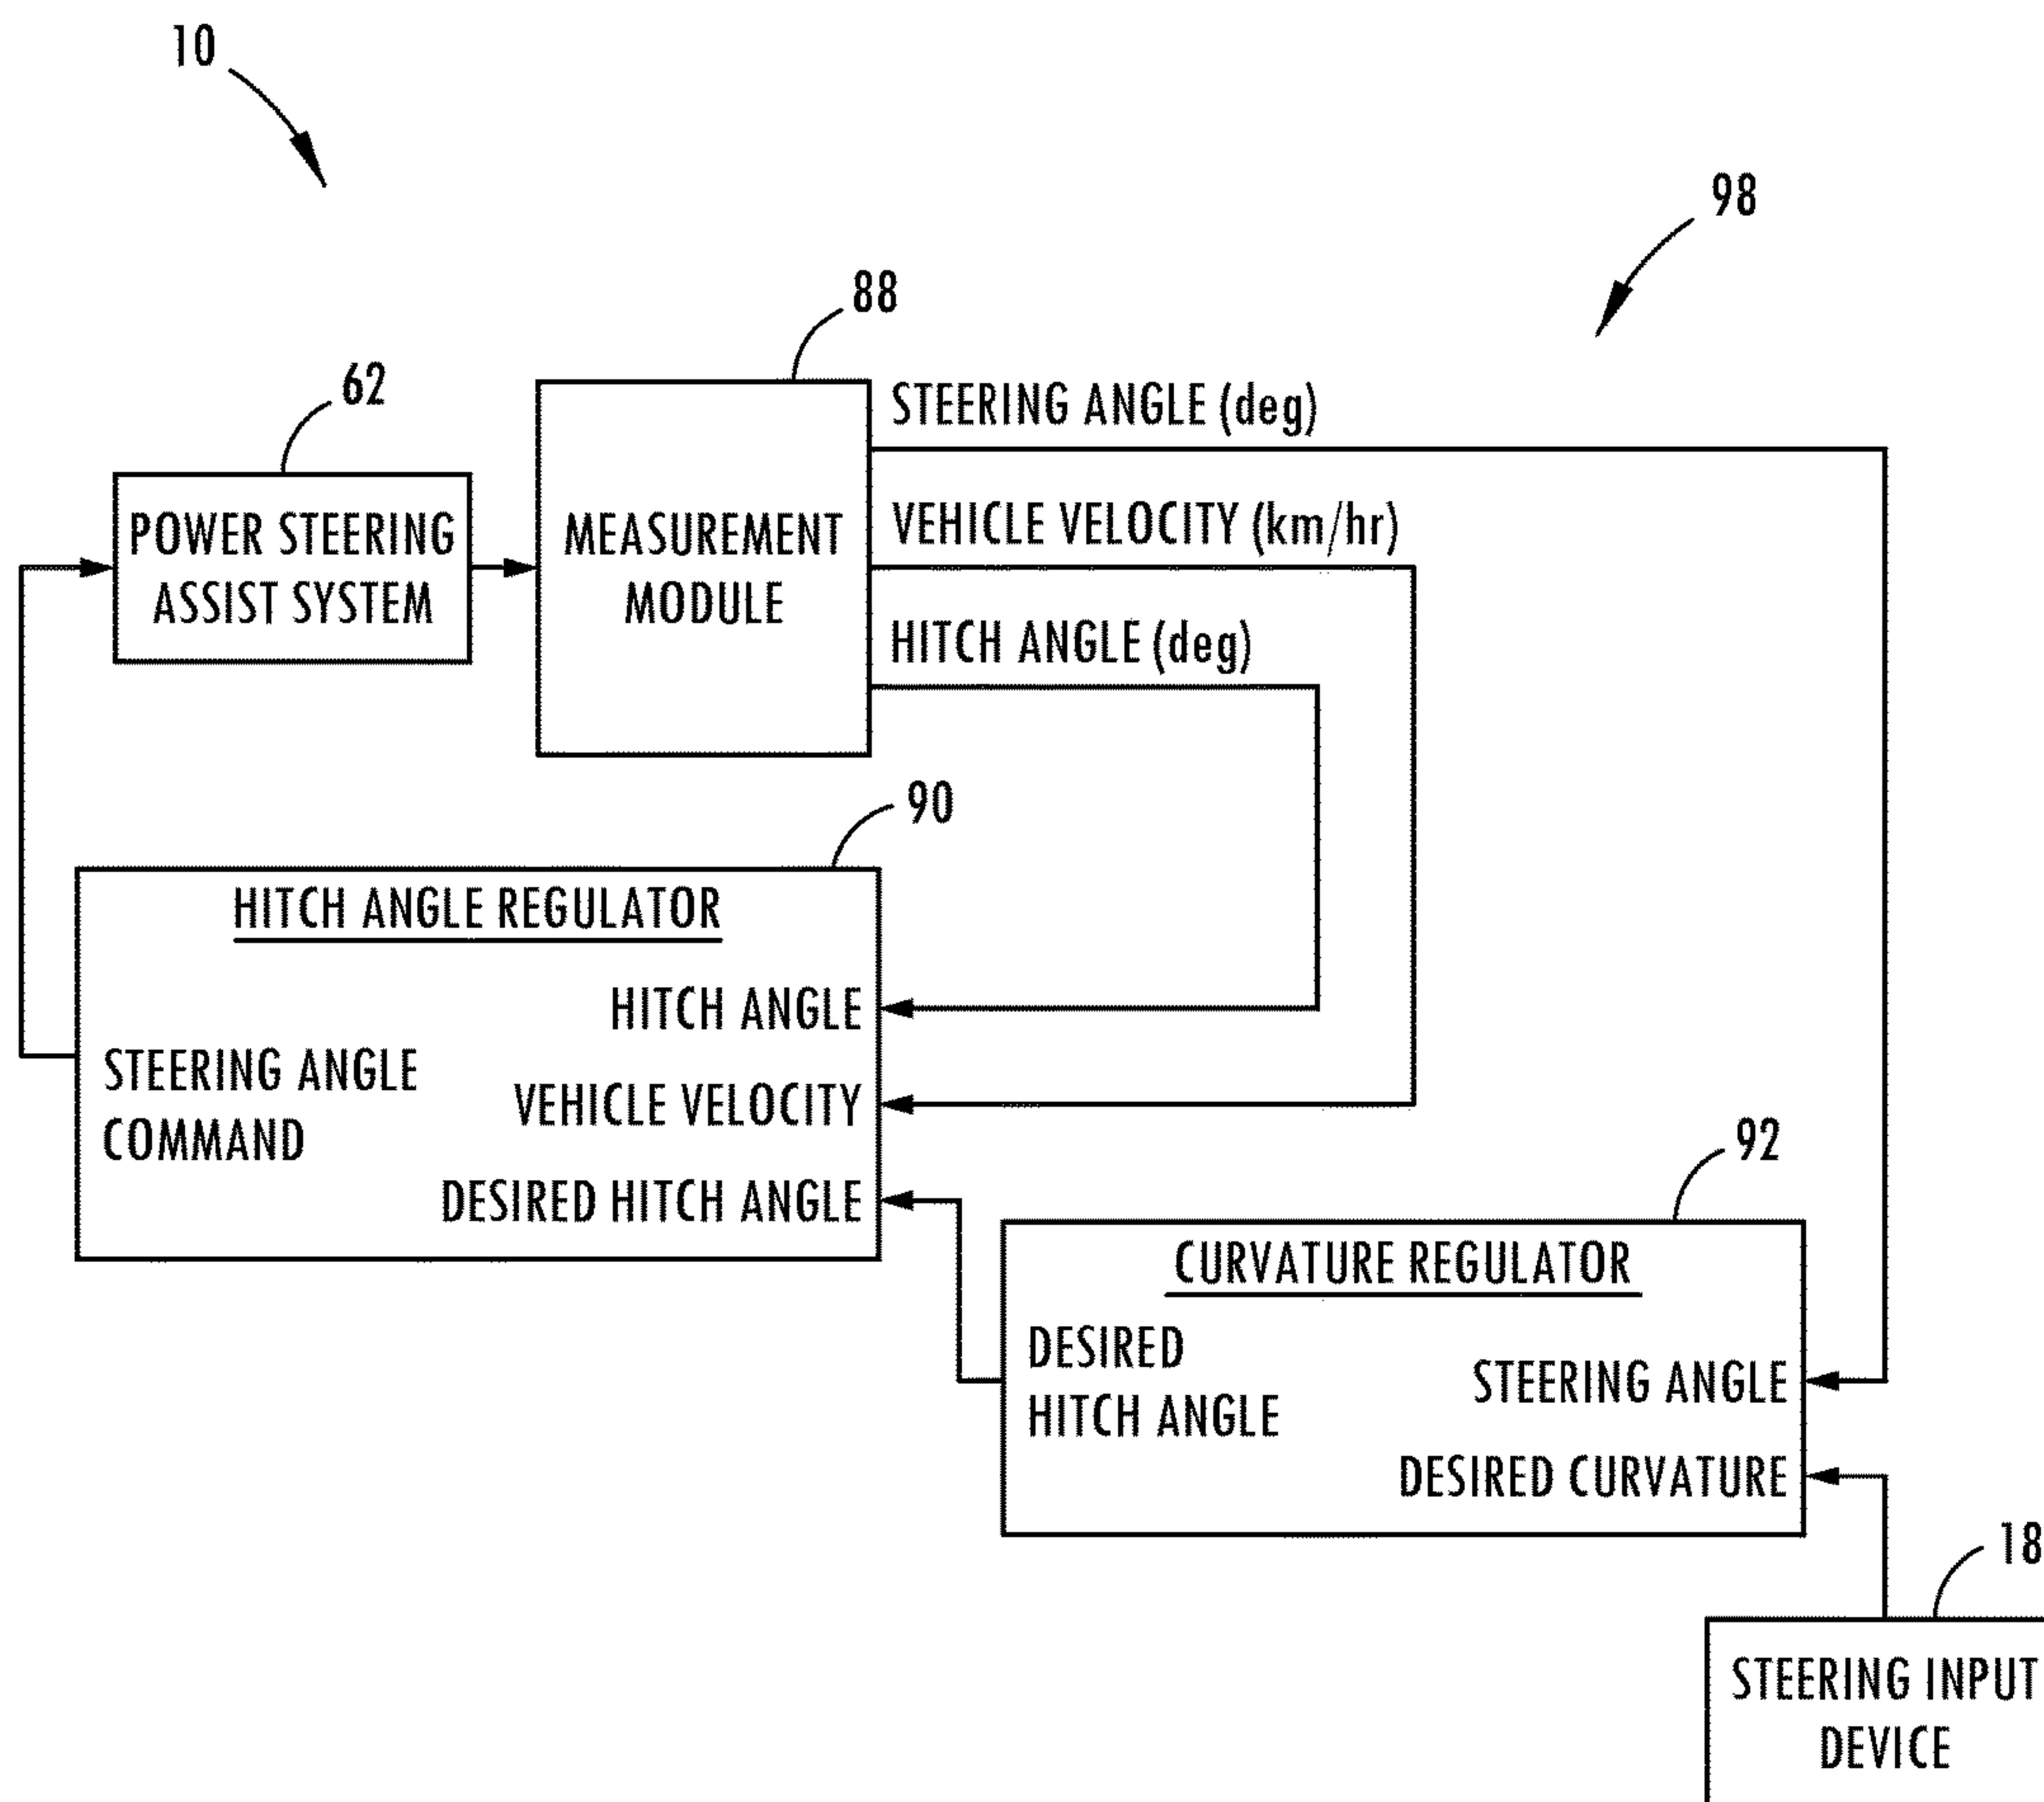 10
98
88
62
STEERING ANGLE (deg)
POWER STEERING
ASSIST SYSTEM
MEASUREMENT
MODULE
VEHICLE VELOCITY (km/hr)
HITCH ANGLE (deg)
90
HITCH ANGLE REGULATOR
HITCH ANGLE
STEERING ANGLE
COMMAND
VEHICLE VELOCITY
DESIRED HITCH ANGLE
92
CURVATURE REGULATOR
DESIRED
HITCH ANGLE
STEERING ANGLE
DESIRED CURVATURE
18
STEERING INPUT
DEVICE